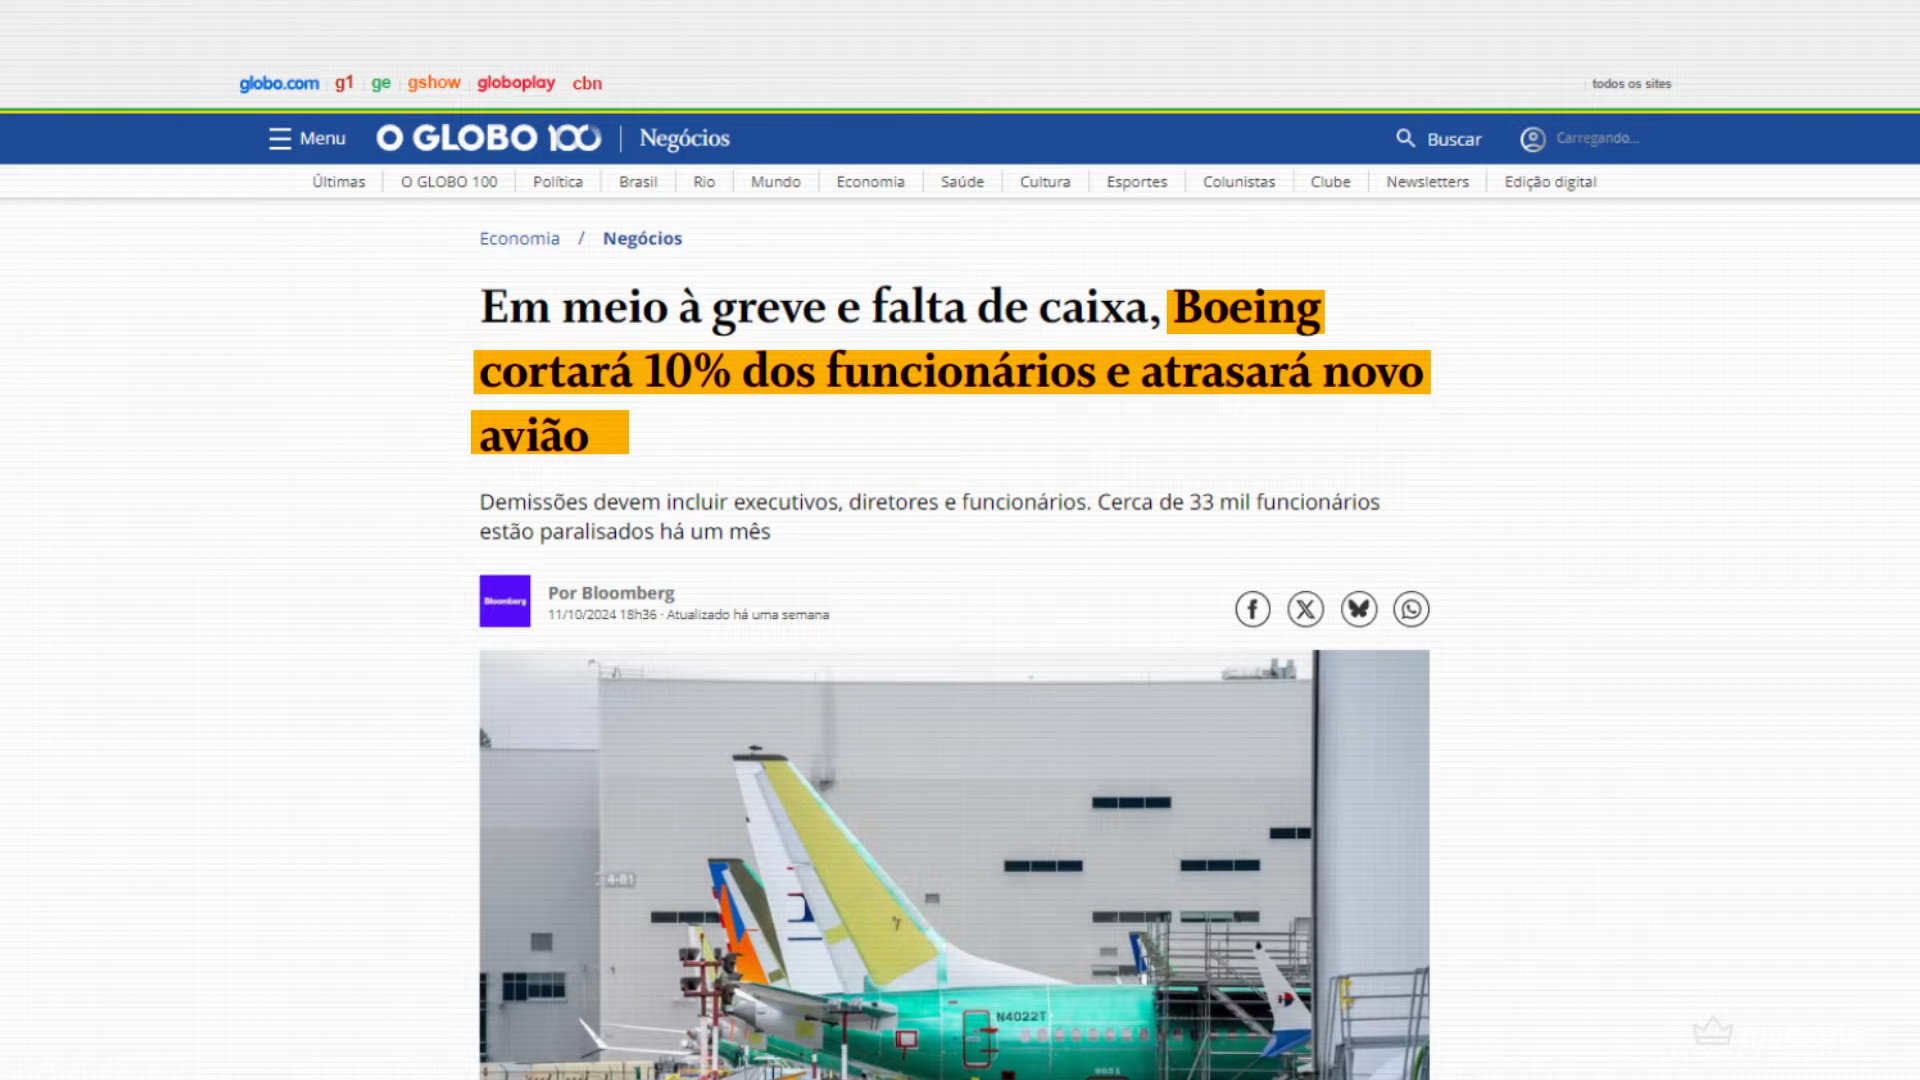 globo.com g1 ge gshow globoplay cbn todos os sites
Menu O GLOBO 100 Negócios Buscar Carregando...
Últimas O GLOBO 100 Política Brasil Rio Mundo Economia Saúde Cultura Esportes Colunistas Clube Newsletters Edição digital
Economia / Negócios
Em meio à greve e falta de caixa, Boeing
cortará 10% dos funcionários e atrasará novo
avião
Demissões devem incluir executivos, diretores e funcionários. Cerca de 33 mil funcionários
estão paralisados há um mês
Bloomberg
Por Bloomberg
11/10/2024 18h36 - Atualizado há uma semana
4-81
N4022T